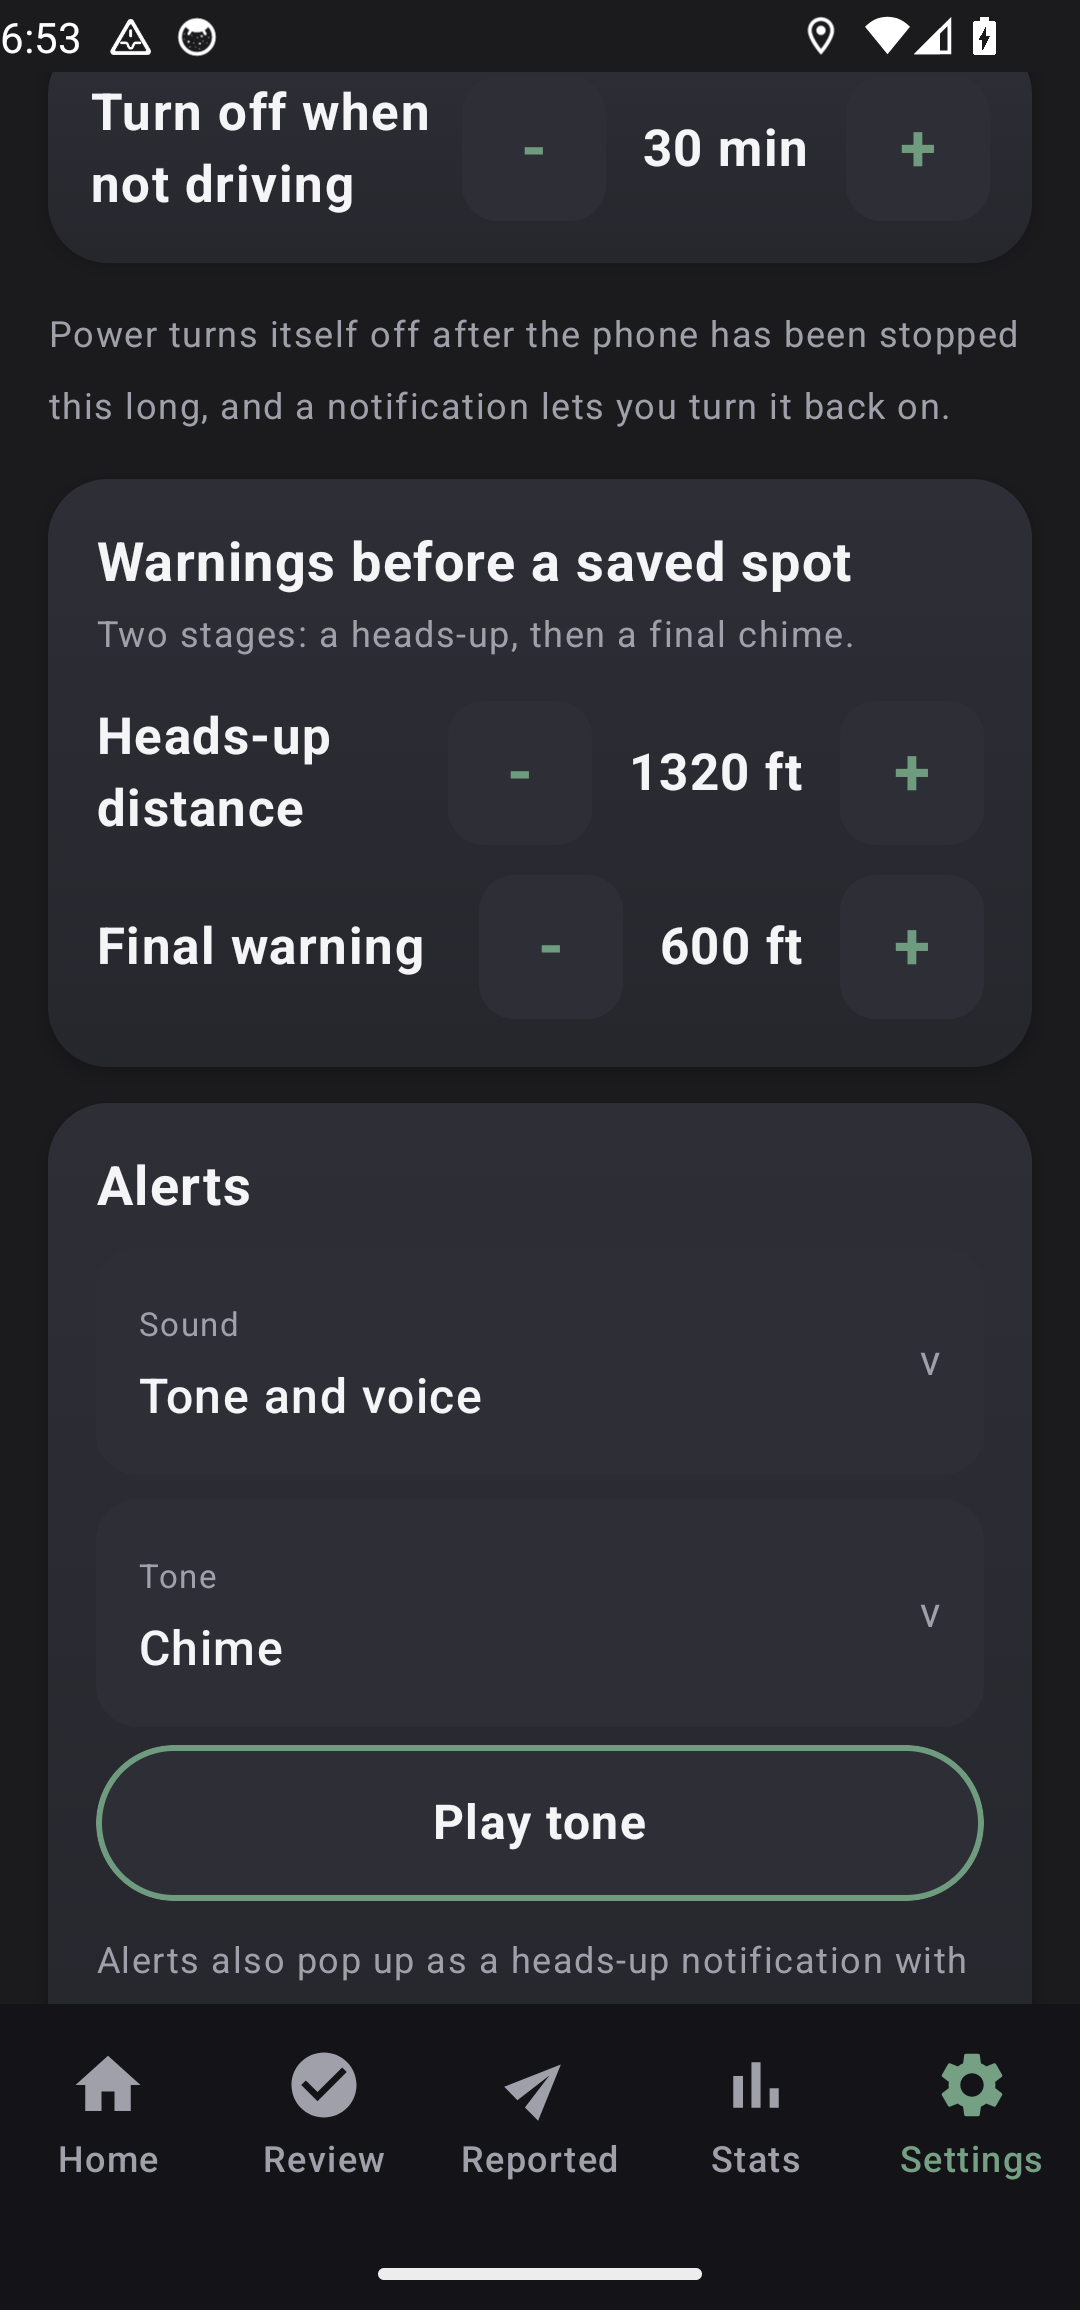 6:53
Turn off when
not driving
- 30 min +
Power turns itself off after the phone has been stopped
this long, and a notification lets you turn it back on.
Warnings before a saved spot
Two stages: a heads-up, then a final chime.
Heads-up
distance
- 1320 ft +
Final warning - 600 ft +
Alerts
Sound
Tone and voice
v
Tone
Chime
v
Play tone
Alerts also pop up as a heads-up notification with
Home Review Reported Stats Settings